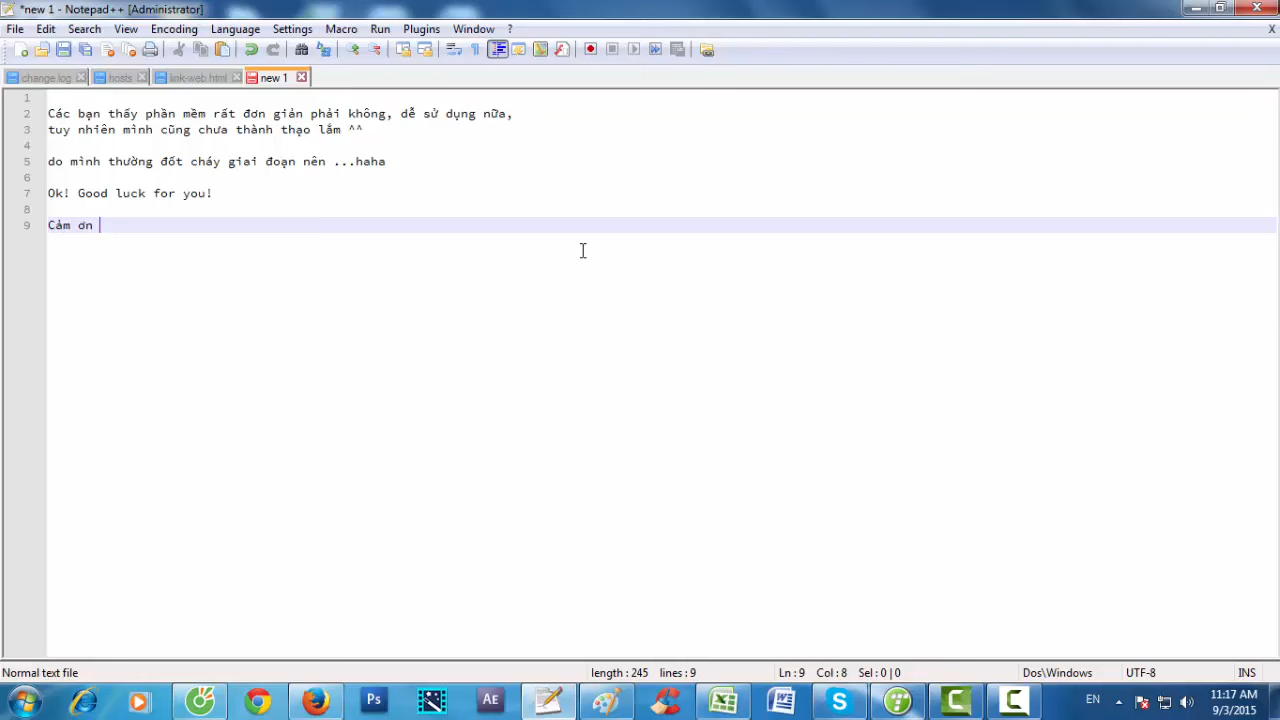 *new 1 - Notepad++ [Administrator]
File Edit Search View Encoding Language Settings Macro Run Plugins Window ? X
change.log hosts link-web.html new 1
1
2 Các bạn thấy phần mềm rất đơn giản phải không, dễ sử dụng nữa,
3 tuy nhiên mình cũng chưa thành thạo lắm ^^
4
5 do mình thường đốt cháy giai đoạn nên ...haha
6
7 Ok! Good luck for you!
8
9 Cảm ơn
Normal text file length : 245 lines : 9 Ln : 9 Col : 8 Sel : 0 | 0 Dos\Windows UTF-8 INS
Ps AE S EN 11:17 AM
9/3/2015